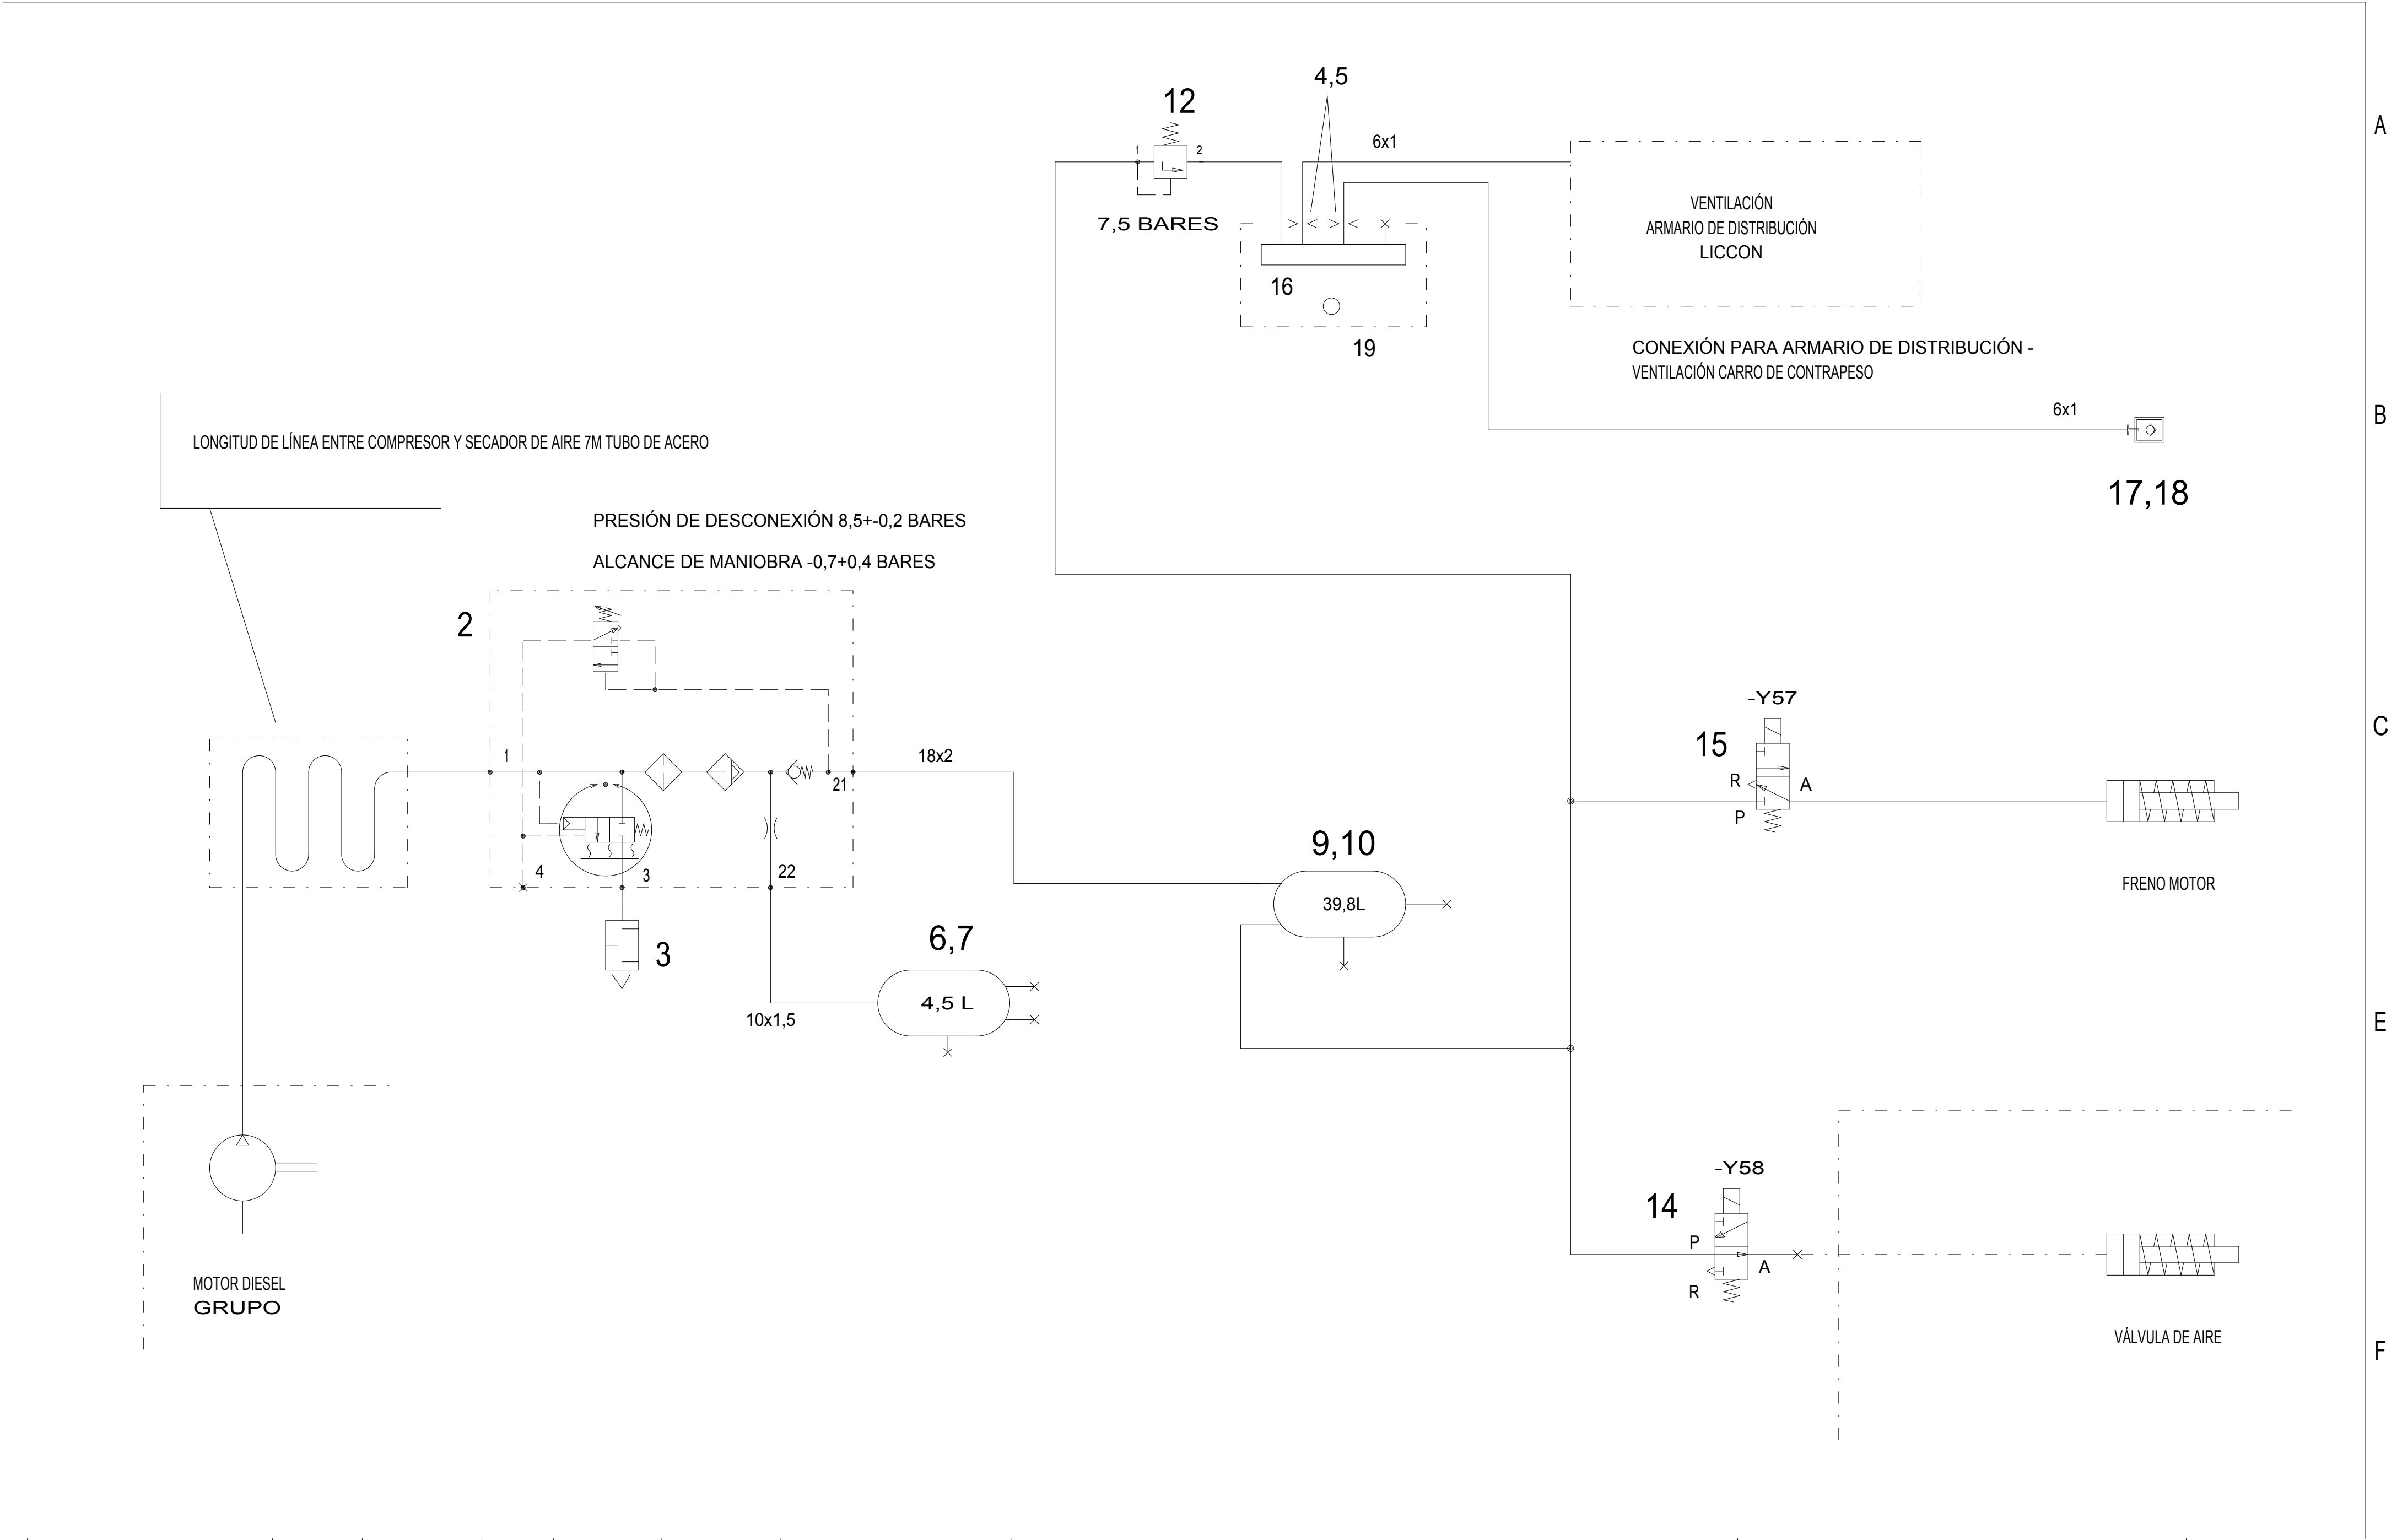 4,5
12
A
6x1
1
2
VENTILACIÓN
ARMARIO DE DISTRIBUCIÓN
LICCON
7,5 BARES
16
19
CONEXIÓN PARA ARMARIO DE DISTRIBUCIÓN -
VENTILACIÓN CARRO DE CONTRAPESO
6x1
B
17,18
LONGITUD DE LÍNEA ENTRE COMPRESOR Y SECADOR DE AIRE 7M TUBO DE ACERO
PRESIÓN DE DESCONEXIÓN 8,5+-0,2 BARES
ALCANCE DE MANIOBRA -0,7+0,4 BARES
2
-Y57
C
15
1
18x2
21
R
A
P
9,10
4
3
22
39,8L
FRENO MOTOR
3
6,7
4,5 L
10x1,5
E
-Y58
14
P
A
R
MOTOR DIESEL
GRUPO
VÁLVULA DE AIRE
F